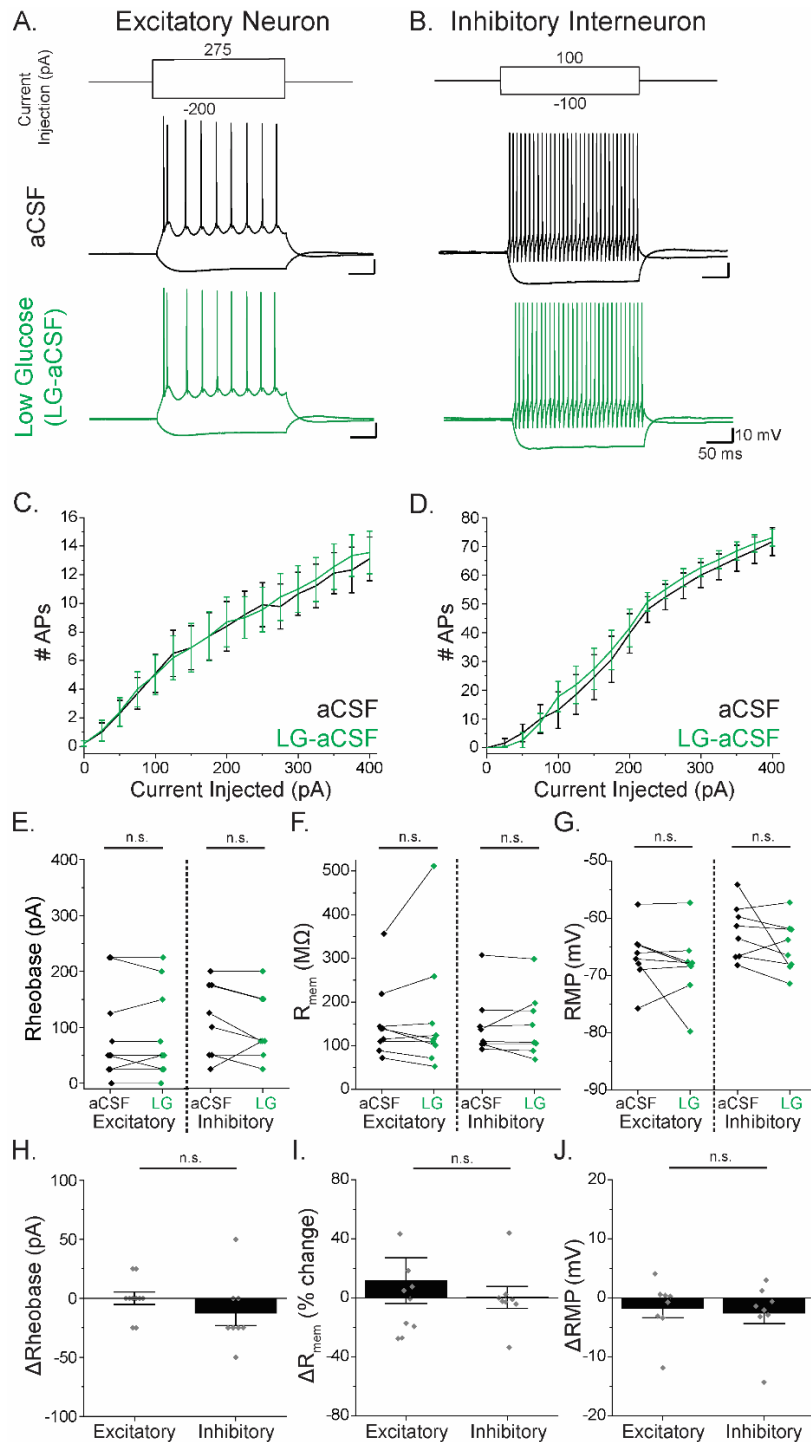 A. Excitatory Neuron B. Inhibitory Interneuron
Current
Injection (pA)
275
-200
100
-100
aCSF
Low Glucose
(LG-aCSF)
10 mV
50 ms
C.
# APs
16
14
12
10
8
6
4
2
0
0 100 200 300 400
Current Injected (pA)
aCSF
LG-aCSF
D.
# APs
80
70
60
50
40
30
20
10
0
0 100 200 300 400
Current Injected (pA)
aCSF
LG-aCSF
E.
n.s. n.s.
Rheobase (pA)
400
300
200
100
0
aCSF LG aCSF LG
Excitatory Inhibitory
F.
n.s. n.s.
Rmem (MΩ)
500
400
300
200
100
0
aCSF LG aCSF LG
Excitatory Inhibitory
G.
n.s. n.s.
RMP (mV)
-50
-60
-70
-80
-90
aCSF LG aCSF LG
Excitatory Inhibitory
H.
n.s.
ΔRheobase (pA)
100
50
0
-50
-100
Excitatory Inhibitory
I.
n.s.
ΔRmem (% change)
80
40
0
-40
-80
Excitatory Inhibitory
J.
n.s.
ΔRMP (mV)
20
10
0
-10
-20
Excitatory Inhibitory